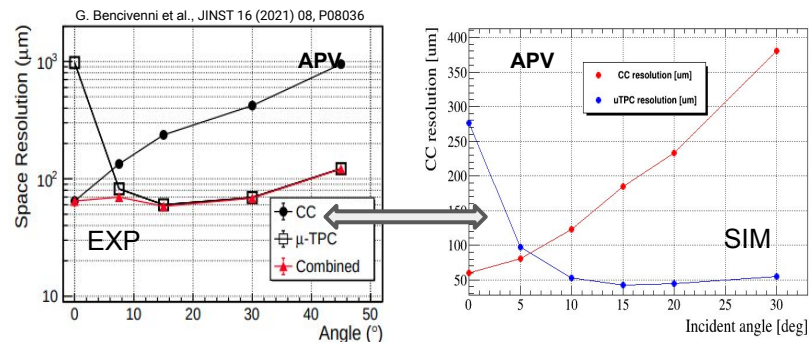 G. Bencivenni et al., JINST 16 (2021) 08, P08036
Space Resolution (μm)
10³
10²
10
APV
EXP
CC
μ-TPC
Combined
0 10 20 30 40 50
Angle (°)
CC resolution [um]
400
350
300
250
200
150
100
50
APV
CC resolution [um]
uTPC resolution [um]
SIM
0 5 10 15 20 25 30
Incident angle [deg]